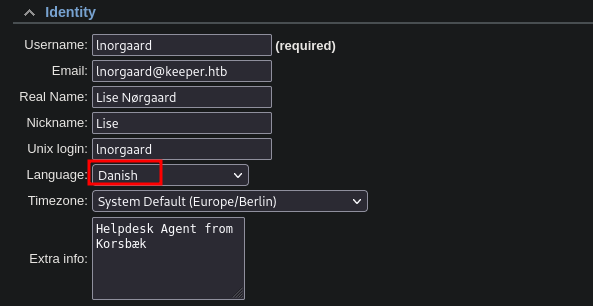 Identity
Username: lnorgaard (required)
Email: lnorgaard@keeper.htb
Real Name: Lise Nørgaard
Nickname: Lise
Unix login: lnorgaard
Language: Danish
Timezone: System Default (Europe/Berlin)
Extra info: Helpdesk Agent from
Korsbæk